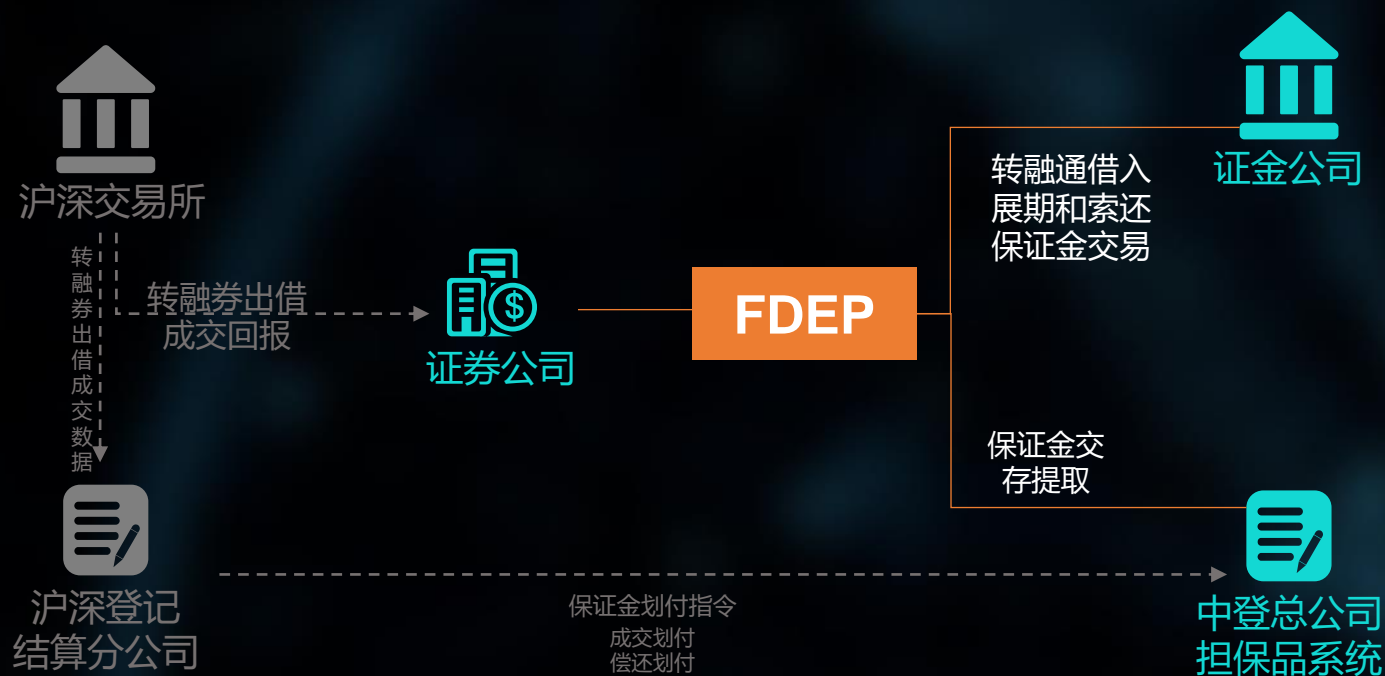 沪深交易所
转融券出借成交数据
转融券出借
成交回报
$
证券公司
FDEP
转融通借入
展期和索还
保证金交易
证金公司
保证金交
存提取
沪深登记
结算分公司
保证金划付指令
成交划付
偿还划付
中登总公司
担保品系统